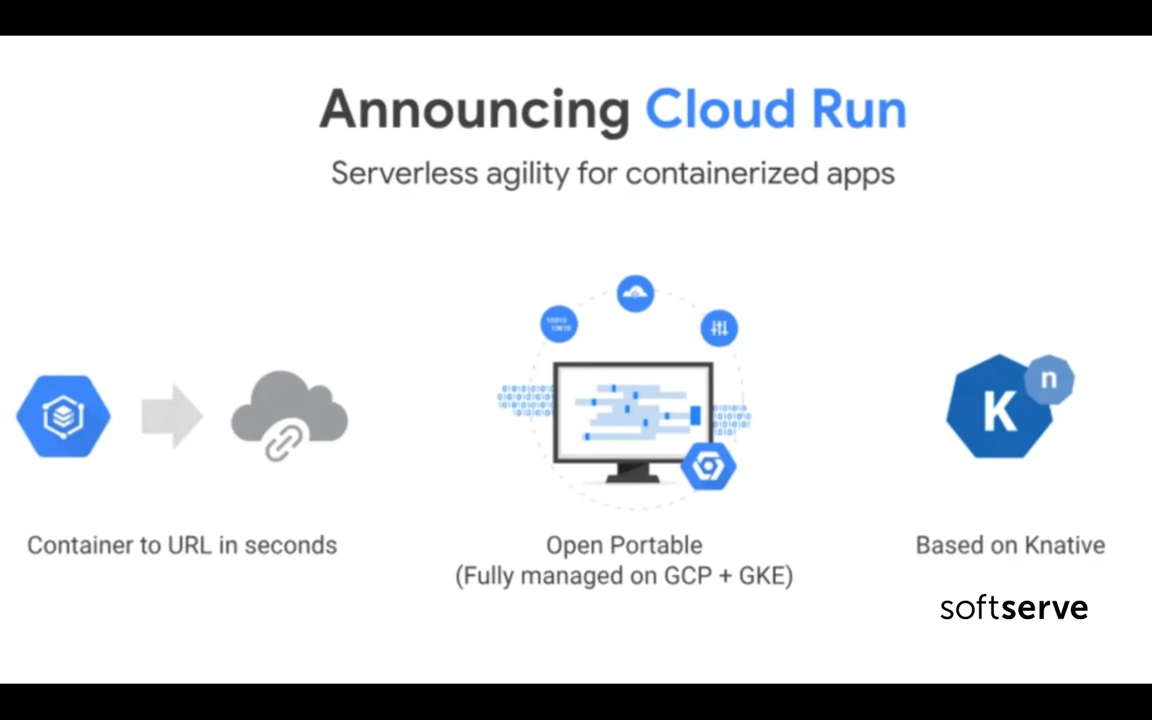 Announcing Cloud Run
Serverless agility for containerized apps
Container to URL in seconds
Open Portable
(Fully managed on GCP + GKE)
K
n
Based on Knative
softserve